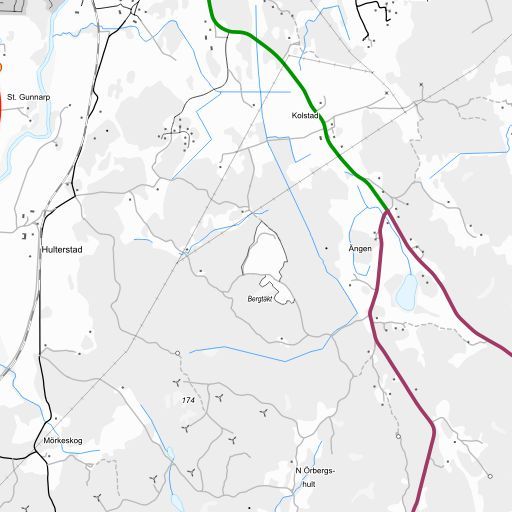 St. Gunnarp
Kolstad
Hulterstad
Ängen
Bergtäkt
174
Mörkeskog
N Örbergs-
hult